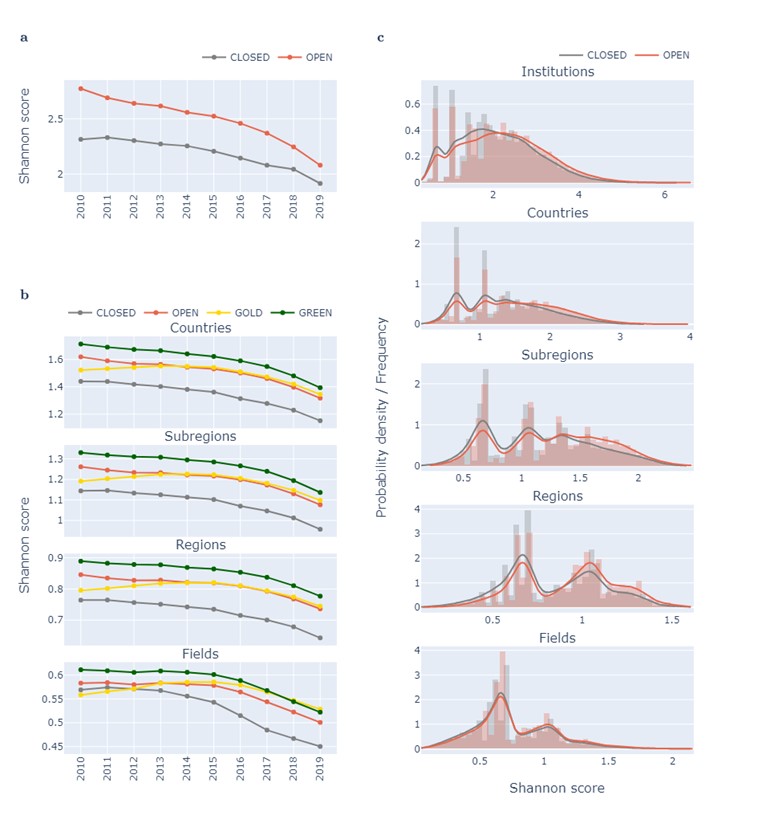 a
CLOSED OPEN
Shannon score
2.5
2
2010 2011 2012 2013 2014 2015 2016 2017 2018 2019
b
CLOSED OPEN GOLD GREEN
Countries
1.6
1.4
1.2
Subregions
1.3
1.2
1.1
1
Shannon score
Regions
0.9
0.8
0.7
Fields
0.6
0.55
0.5
0.45
2010 2011 2012 2013 2014 2015 2016 2017 2018 2019
c
CLOSED OPEN
Institutions
0.6
0.4
0.2
0
2 4 6
Countries
2
1
0
1 2 3 4
Probability density / Frequency
Subregions
2
1
0
0.5 1 1.5 2
Regions
4
3
2
1
0
0.5 1 1.5
Fields
4
3
2
1
0
0.5 1 1.5 2
Shannon score